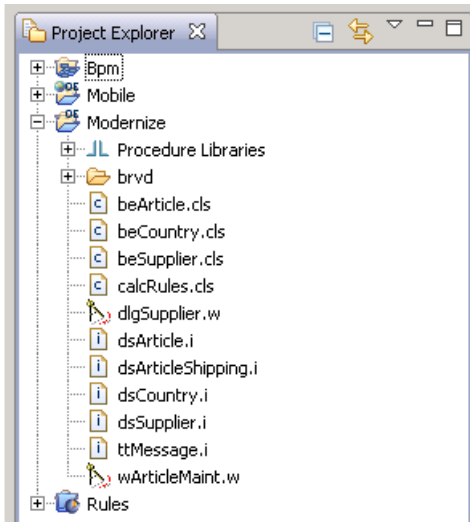 Project Explorer
Bpm
Mobile
Modernize
Procedure Libraries
brvd
beArticle.cls
beCountry.cls
beSupplier.cls
calcRules.cls
dlgSupplier.w
dsArticle.i
dsArticleShipping.i
dsCountry.i
dsSupplier.i
ttMessage.i
wArticleMaint.w
Rules